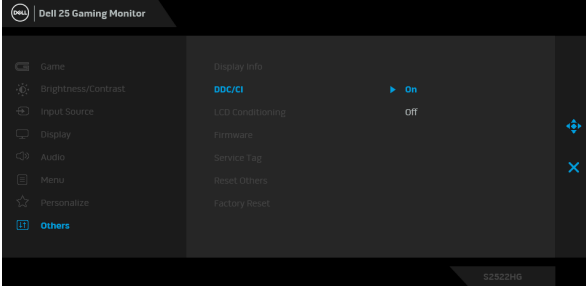 DELL Dell 25 Gaming Monitor
Game
Brightness/Contrast
Input Source
Display
Audio
Menu
Personalize
Others
Display Info
DDC/CI On
LCD Conditioning Off
Firmware
Service Tag
Reset Others
Factory Reset
S2522HG